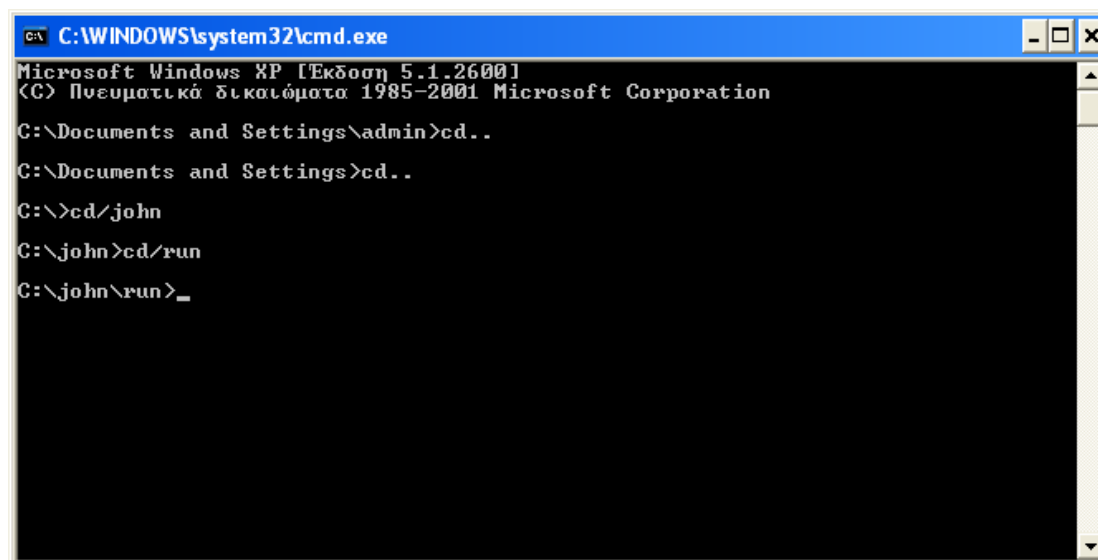 C:\WINDOWS\system32\cmd.exe
Microsoft Windows XP [Έκδοση 5.1.2600]
(C) Πνευματικά δικαιώματα 1985-2001 Microsoft Corporation
C:\Documents and Settings\admin>cd..
C:\Documents and Settings>cd..
C:\>cd/john
C:\john>cd/run
C:\john\run>_